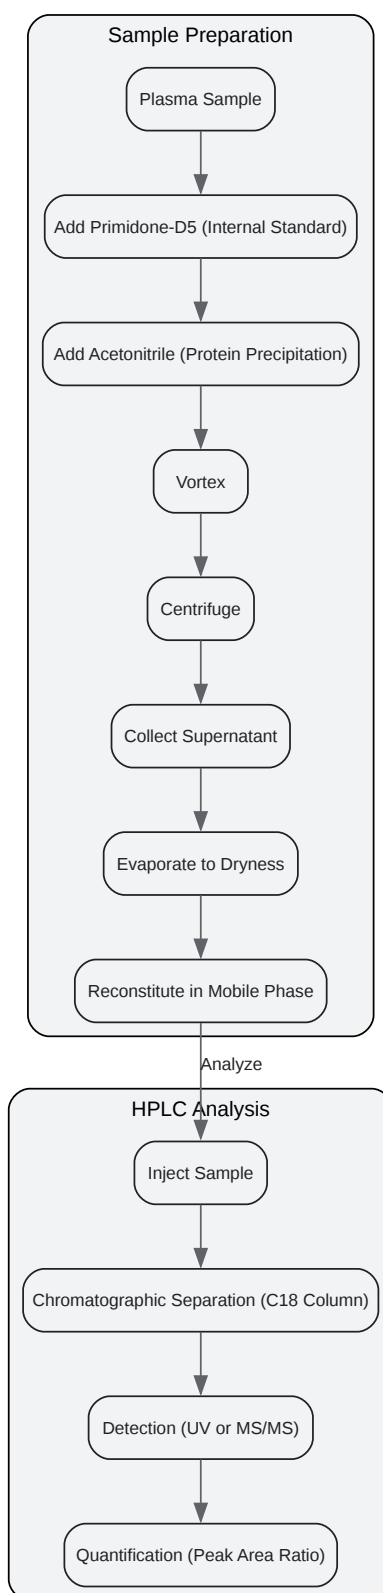 Sample Preparation
Plasma Sample
Add Primidone-D5 (Internal Standard)
Add Acetonitrile (Protein Precipitation)
Vortex
Centrifuge
Collect Supernatant
Evaporate to Dryness
Reconstitute in Mobile Phase
Analyze
HPLC Analysis
Inject Sample
Chromatographic Separation (C18 Column)
Detection (UV or MS/MS)
Quantification (Peak Area Ratio)